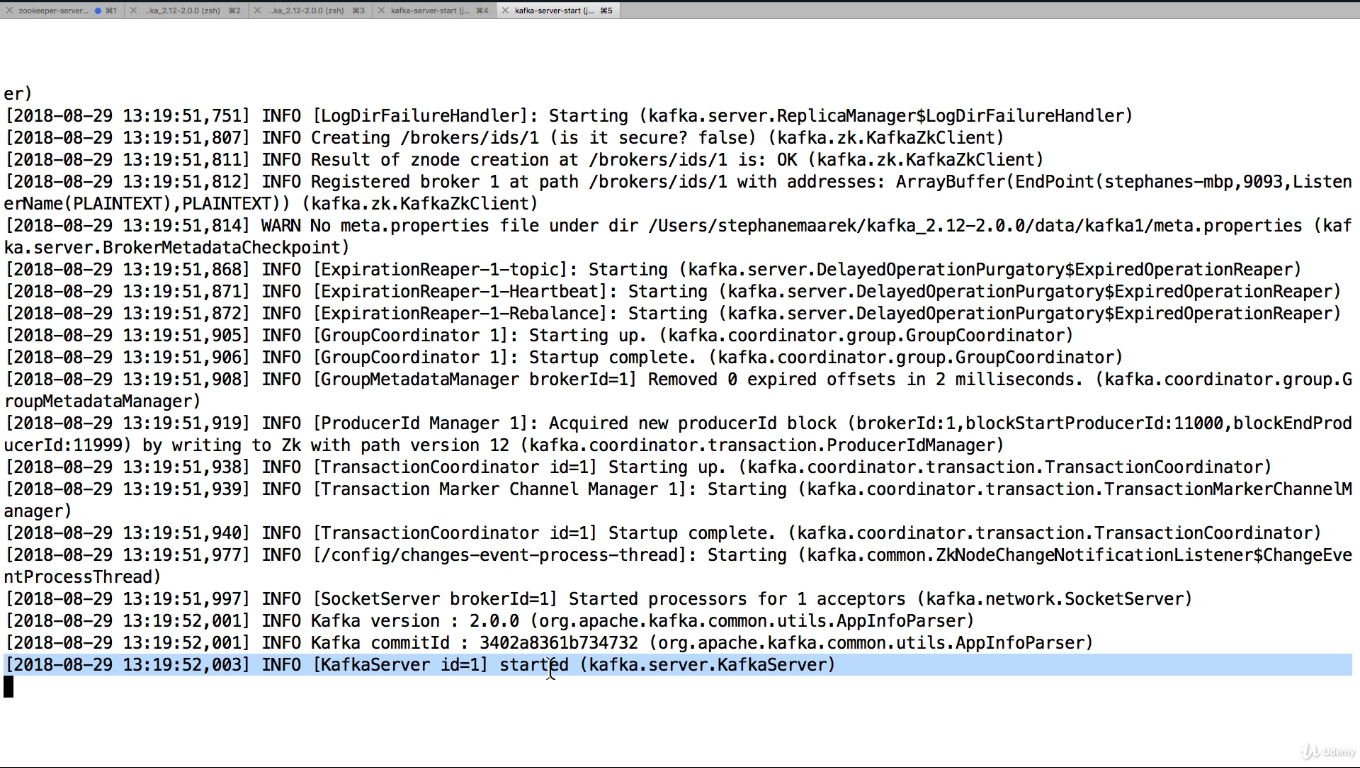 zookeeper-server... ⌘1 ..ka_2.12-2.0.0 (zsh) ⌘2 ..ka_2.12-2.0.0 (zsh) ⌘3 kafka-server-start (j... ⌘4 kafka-server-start (j... ⌘5
er)
[2018-08-29 13:19:51,751] INFO [LogDirFailureHandler]: Starting (kafka.server.ReplicaManager$LogDirFailureHandler)
[2018-08-29 13:19:51,807] INFO Creating /brokers/ids/1 (is it secure? false) (kafka.zk.KafkaZkClient)
[2018-08-29 13:19:51,811] INFO Result of znode creation at /brokers/ids/1 is: OK (kafka.zk.KafkaZkClient)
[2018-08-29 13:19:51,812] INFO Registered broker 1 at path /brokers/ids/1 with addresses: ArrayBuffer(EndPoint(stephanes-mbp,9093,Listen
erName(PLAINTEXT),PLAINTEXT)) (kafka.zk.KafkaZkClient)
[2018-08-29 13:19:51,814] WARN No meta.properties file under dir /Users/stephanemaarek/kafka_2.12-2.0.0/data/kafka1/meta.properties (kaf
ka.server.BrokerMetadataCheckpoint)
[2018-08-29 13:19:51,868] INFO [ExpirationReaper-1-topic]: Starting (kafka.server.DelayedOperationPurgatory$ExpiredOperationReaper)
[2018-08-29 13:19:51,871] INFO [ExpirationReaper-1-Heartbeat]: Starting (kafka.server.DelayedOperationPurgatory$ExpiredOperationReaper)
[2018-08-29 13:19:51,872] INFO [ExpirationReaper-1-Rebalance]: Starting (kafka.server.DelayedOperationPurgatory$ExpiredOperationReaper)
[2018-08-29 13:19:51,905] INFO [GroupCoordinator 1]: Starting up. (kafka.coordinator.group.GroupCoordinator)
[2018-08-29 13:19:51,906] INFO [GroupCoordinator 1]: Startup complete. (kafka.coordinator.group.GroupCoordinator)
[2018-08-29 13:19:51,908] INFO [GroupMetadataManager brokerId=1] Removed 0 expired offsets in 2 milliseconds. (kafka.coordinator.group.G
roupMetadataManager)
[2018-08-29 13:19:51,919] INFO [ProducerId Manager 1]: Acquired new producerId block (brokerId:1,blockStartProducerId:11000,blockEndProd
ucerId:11999) by writing to Zk with path version 12 (kafka.coordinator.transaction.ProducerIdManager)
[2018-08-29 13:19:51,938] INFO [TransactionCoordinator id=1] Starting up. (kafka.coordinator.transaction.TransactionCoordinator)
[2018-08-29 13:19:51,939] INFO [Transaction Marker Channel Manager 1]: Starting (kafka.coordinator.transaction.TransactionMarkerChannelM
anager)
[2018-08-29 13:19:51,940] INFO [TransactionCoordinator id=1] Startup complete. (kafka.coordinator.transaction.TransactionCoordinator)
[2018-08-29 13:19:51,977] INFO [/config/changes-event-process-thread]: Starting (kafka.common.ZkNodeChangeNotificationListener$ChangeEve
ntProcessThread)
[2018-08-29 13:19:51,997] INFO [SocketServer brokerId=1] Started processors for 1 acceptors (kafka.network.SocketServer)
[2018-08-29 13:19:52,001] INFO Kafka version : 2.0.0 (org.apache.kafka.common.utils.AppInfoParser)
[2018-08-29 13:19:52,001] INFO Kafka commitId : 3402a8361b734732 (org.apache.kafka.common.utils.AppInfoParser)
[2018-08-29 13:19:52,003] INFO [KafkaServer id=1] started (kafka.server.KafkaServer)
Udemy